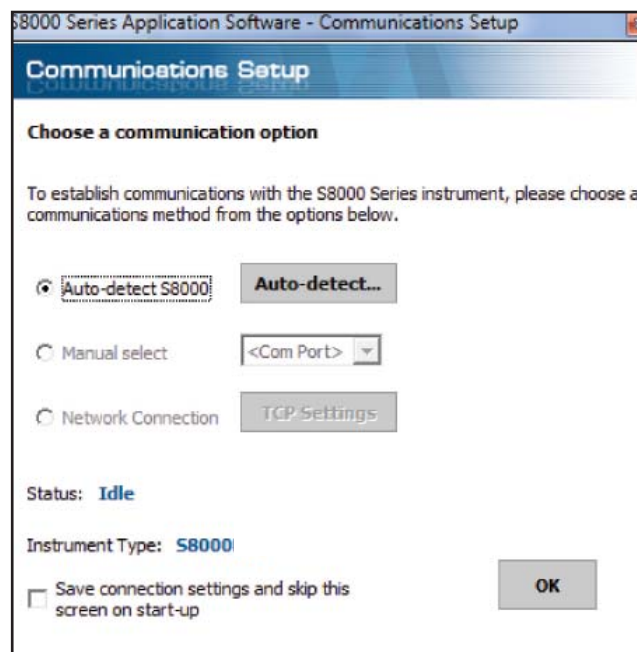 S8000 Series Application Software - Communications Setup
Communications Setup
Choose a communication option
To establish communications with the S8000 Series instrument, please choose a
communications method from the options below.
Auto-detect S8000
Auto-detect...
Manual select
<Com Port>
Network Connection
TCP Settings
Status: Idle
Instrument Type: S8000
Save connection settings and skip this
screen on start-up
OK